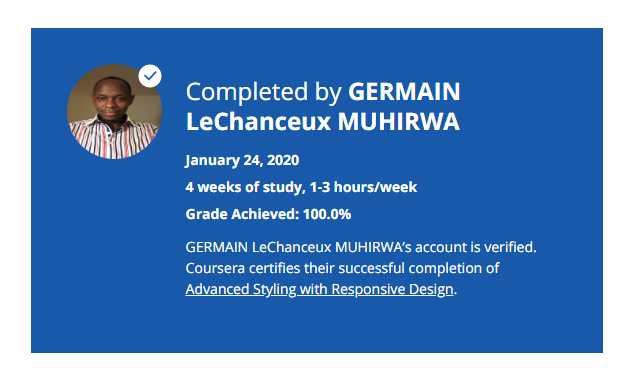 Completed by GERMAIN
LeChanceux MUHIRWA
January 24, 2020
4 weeks of study, 1-3 hours/week
Grade Achieved: 100.0%
GERMAIN LeChanceux MUHIRWA's account is verified.
Coursera certifies their successful completion of
Advanced Styling with Responsive Design.